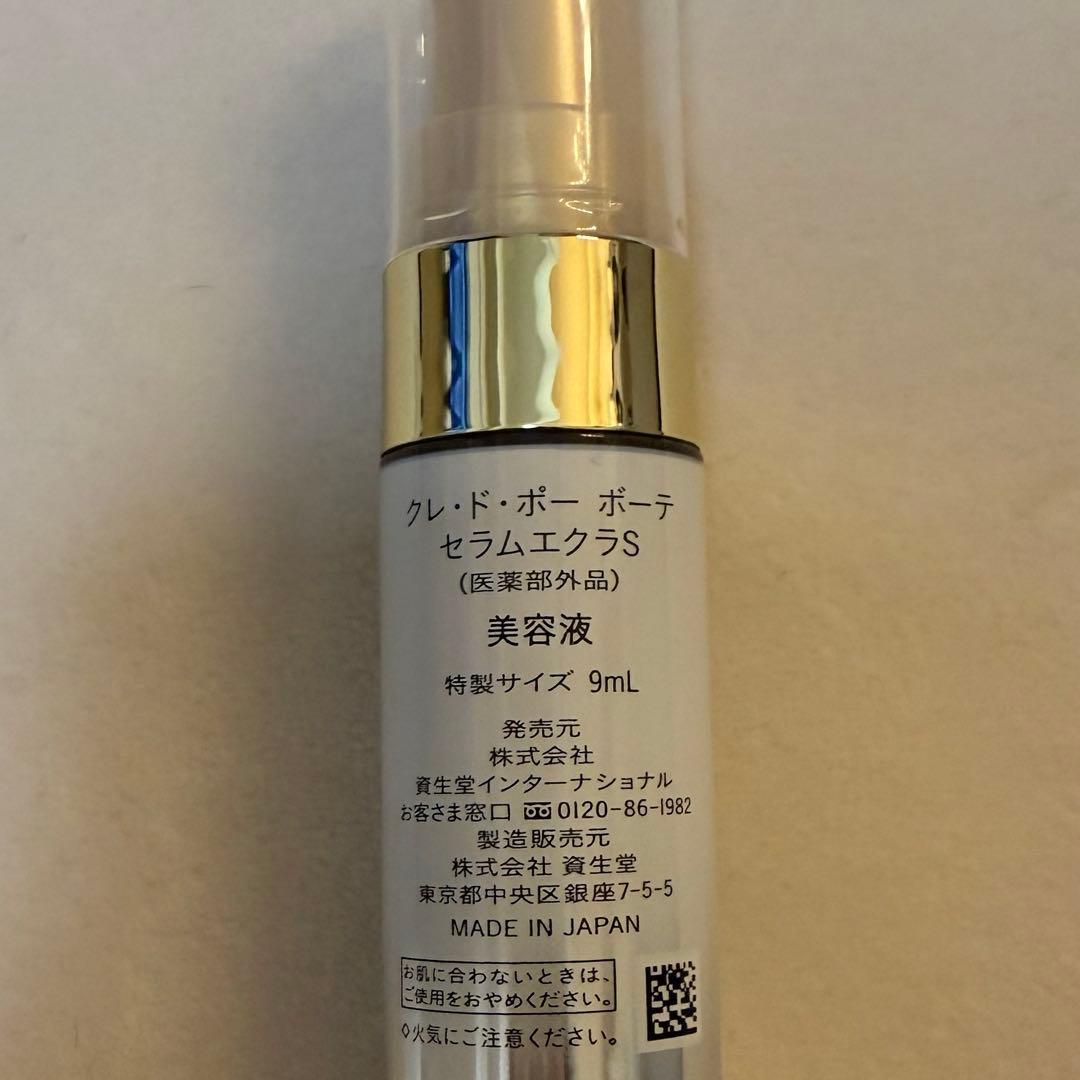 クレ・ド・ポー ボーテ
セラムエクラS
(医薬部外品)
美容液
特製サイズ 9mL
発売元
株式会社
資生堂インターナショナル
お客さま窓口 0120-86-1982
製造販売元
株式会社 資生堂
東京都中央区銀座7-5-5
MADE IN JAPAN
お肌に合わないときは、
ご使用をおやめください。
◇火気にご注意ください。